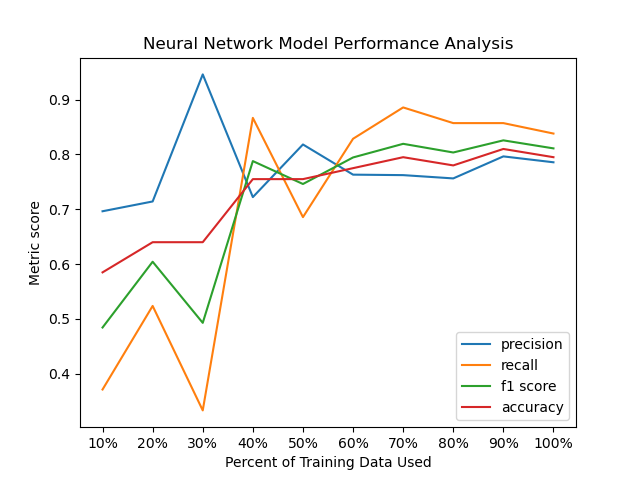 Neural Network Model Performance Analysis
Metric score
0.9
0.8
0.7
0.6
0.5
0.4
precision
recall
f1 score
accuracy
10% 20% 30% 40% 50% 60% 70% 80% 90% 100%
Percent of Training Data Used